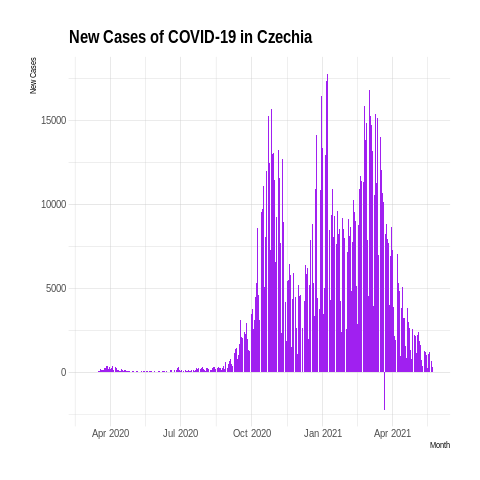 New Cases of COVID-19 in Czechia
New Cases
15000
10000
5000
0
Apr 2020 Jul 2020 Oct 2020 Jan 2021 Apr 2021
Month